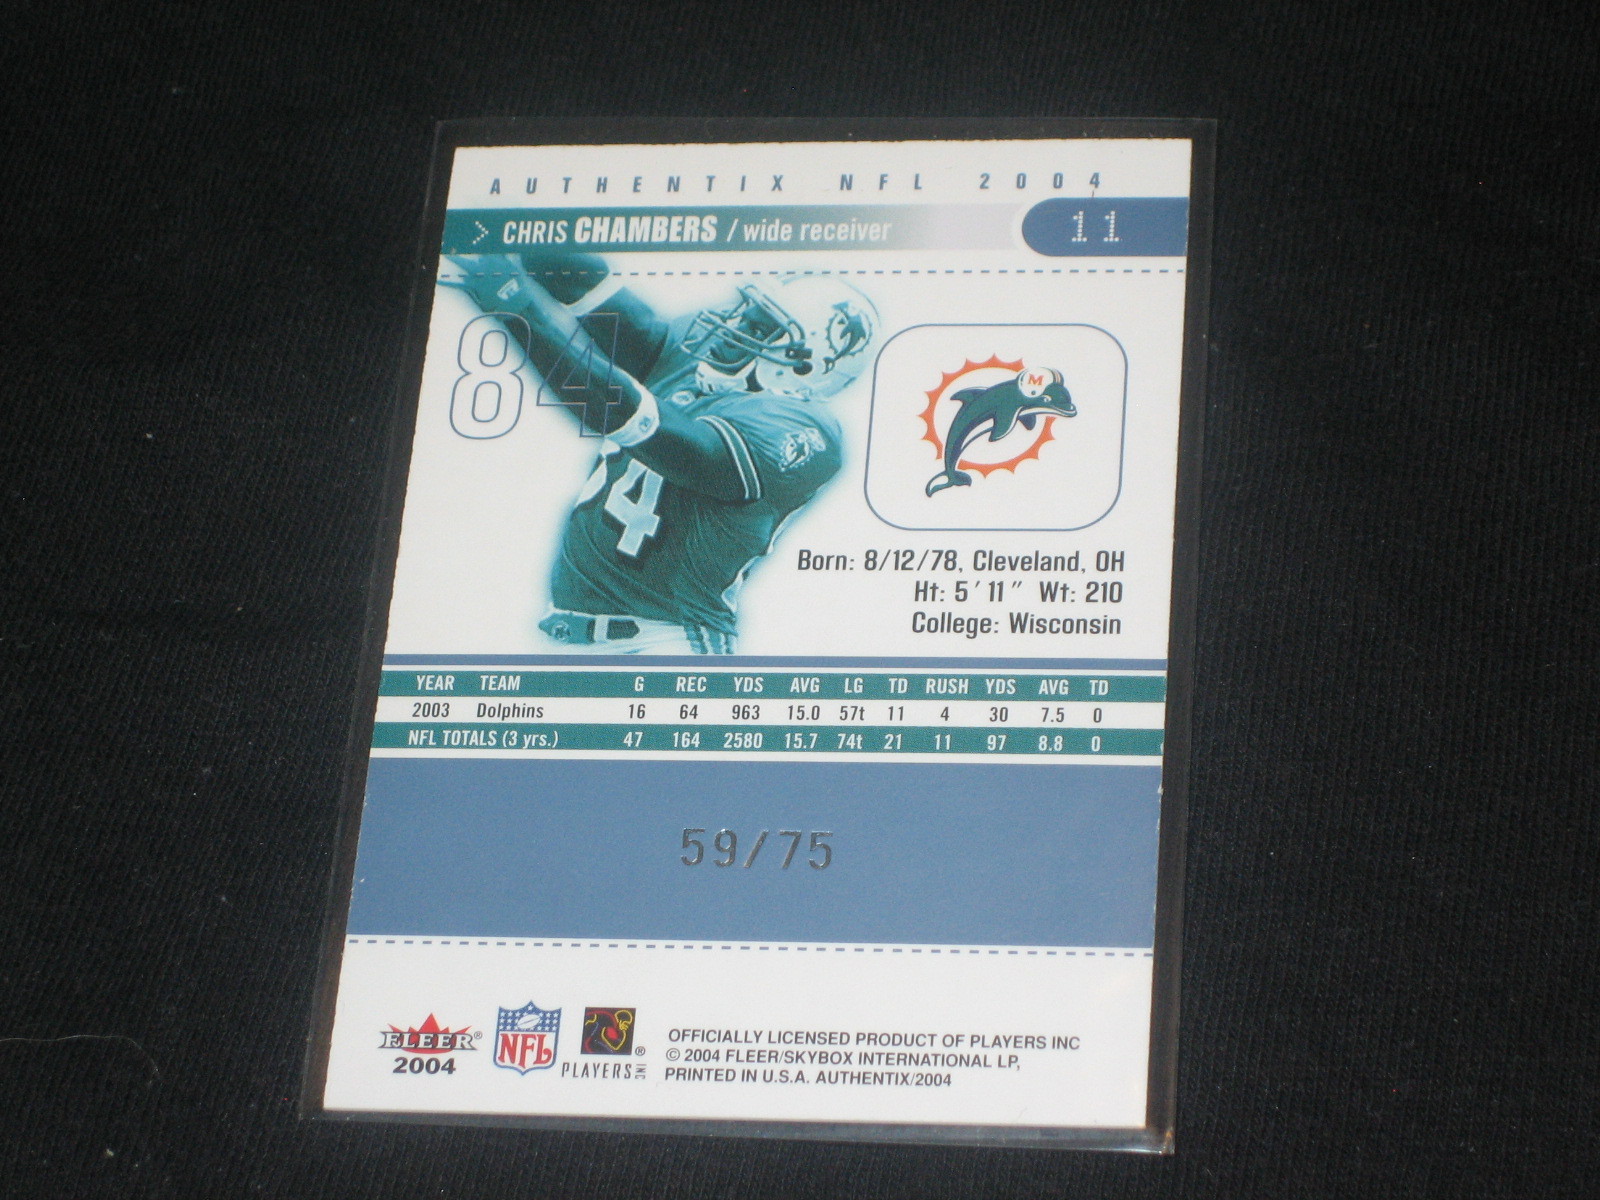 AUTHENTIX NFL 2004
CHRIS CHAMBERS / wide receiver
11
84
84
M
Born: 8/12/78, Cleveland, OH
Ht: 5'11" Wt: 210
College: Wisconsin
YEAR TEAM G REC YDS AVG LG TD RUSH YDS AVG TD
2003 Dolphins 16 64 963 15.0 57t 11 4 30 7.5 0
NFL TOTALS (3 yrs.) 47 164 2580 15.7 74t 21 11 97 8.8 0
59/75
FLEER®
2004
NFL
PLAYERS INC ®
OFFICIALLY LICENSED PRODUCT OF PLAYERS INC
© 2004 FLEER/SKYBOX INTERNATIONAL LP,
PRINTED IN U.S.A. AUTHENTIX/2004